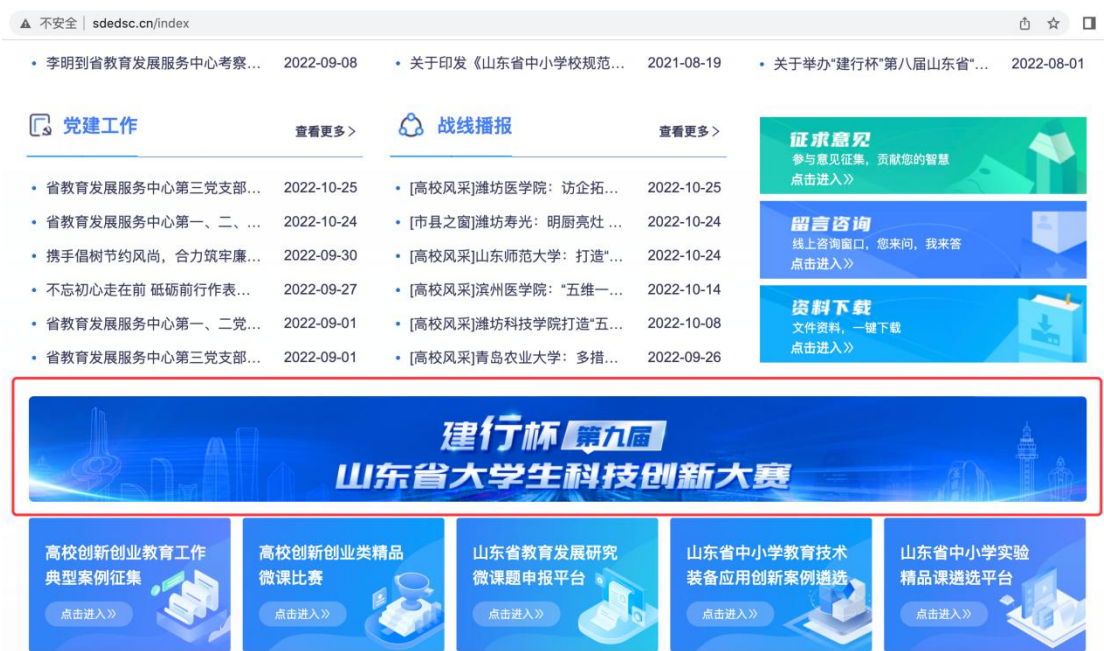 不安全 | sdedsc.cn/index
• 李明到省教育发展服务中心考察... 2022-09-08
• 关于印发《山东省中小学校规范... 2021-08-19
• 关于举办“建行杯”第八届山东省“... 2022-08-01
党建工作 查看更多>
• 省教育发展服务中心第三党支部... 2022-10-25
• 省教育发展服务中心第一、二、... 2022-10-24
• 携手倡树节约风尚，合力筑牢廉... 2022-09-30
• 不忘初心走在前 砥砺前行作表... 2022-09-27
• 省教育发展服务中心第一、二党... 2022-09-01
• 省教育发展服务中心第三党支部... 2022-09-01
战线播报 查看更多>
• [高校风采]潍坊医学院：访企拓... 2022-10-25
• [市县之窗]潍坊寿光：明厨亮灶 ... 2022-10-24
• [高校风采]山东师范大学：打造“... 2022-10-24
• [高校风采]滨州医学院：“五维一... 2022-10-14
• [高校风采]潍坊科技学院打造“五... 2022-10-08
• [高校风采]青岛农业大学：多措... 2022-09-26
征求意见
参与意见征集，贡献您的智慧
点击进入》
留言咨询
线上咨询窗口，您来问，我来答
点击进入》
资料下载
文件资料，一键下载
点击进入》
建行杯 第九届
山东省大学生科技创新大赛
高校创新创业教育工作
典型案例征集
点击进入》
高校创新创业类精品
微课比赛
点击进入》
山东省教育发展研究
微课题申报平台
点击进入》
山东省中小学教育技术
装备应用创新案例遴选
点击进入》
山东省中小学实验
精品课遴选平台
点击进入》